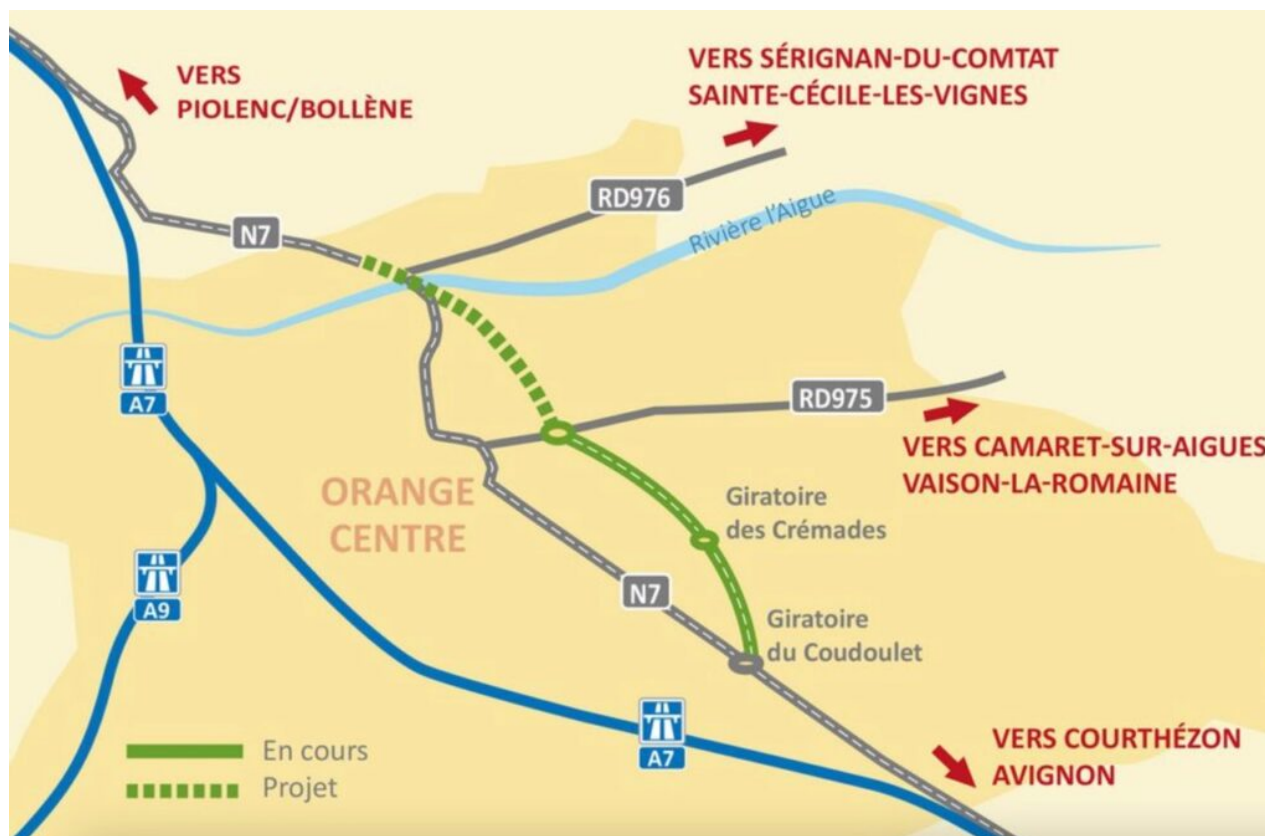 VERS
PIOLENC/BOLLÈNE
VERS SÉRIGNAN-DU-COMTAT
SAINTE-CÉCILE-LES-VIGNES
RD976
N7
Rivière l'Aigue
A7
RD975
VERS CAMARET-SUR-AIGUES
VAISON-LA-ROMAINE
ORANGE
CENTRE
Giratoire
des Crémades
A9
N7
Giratoire
du Coudoulet
A7
En cours
Projet
VERS COURTHÉZON
AVIGNON